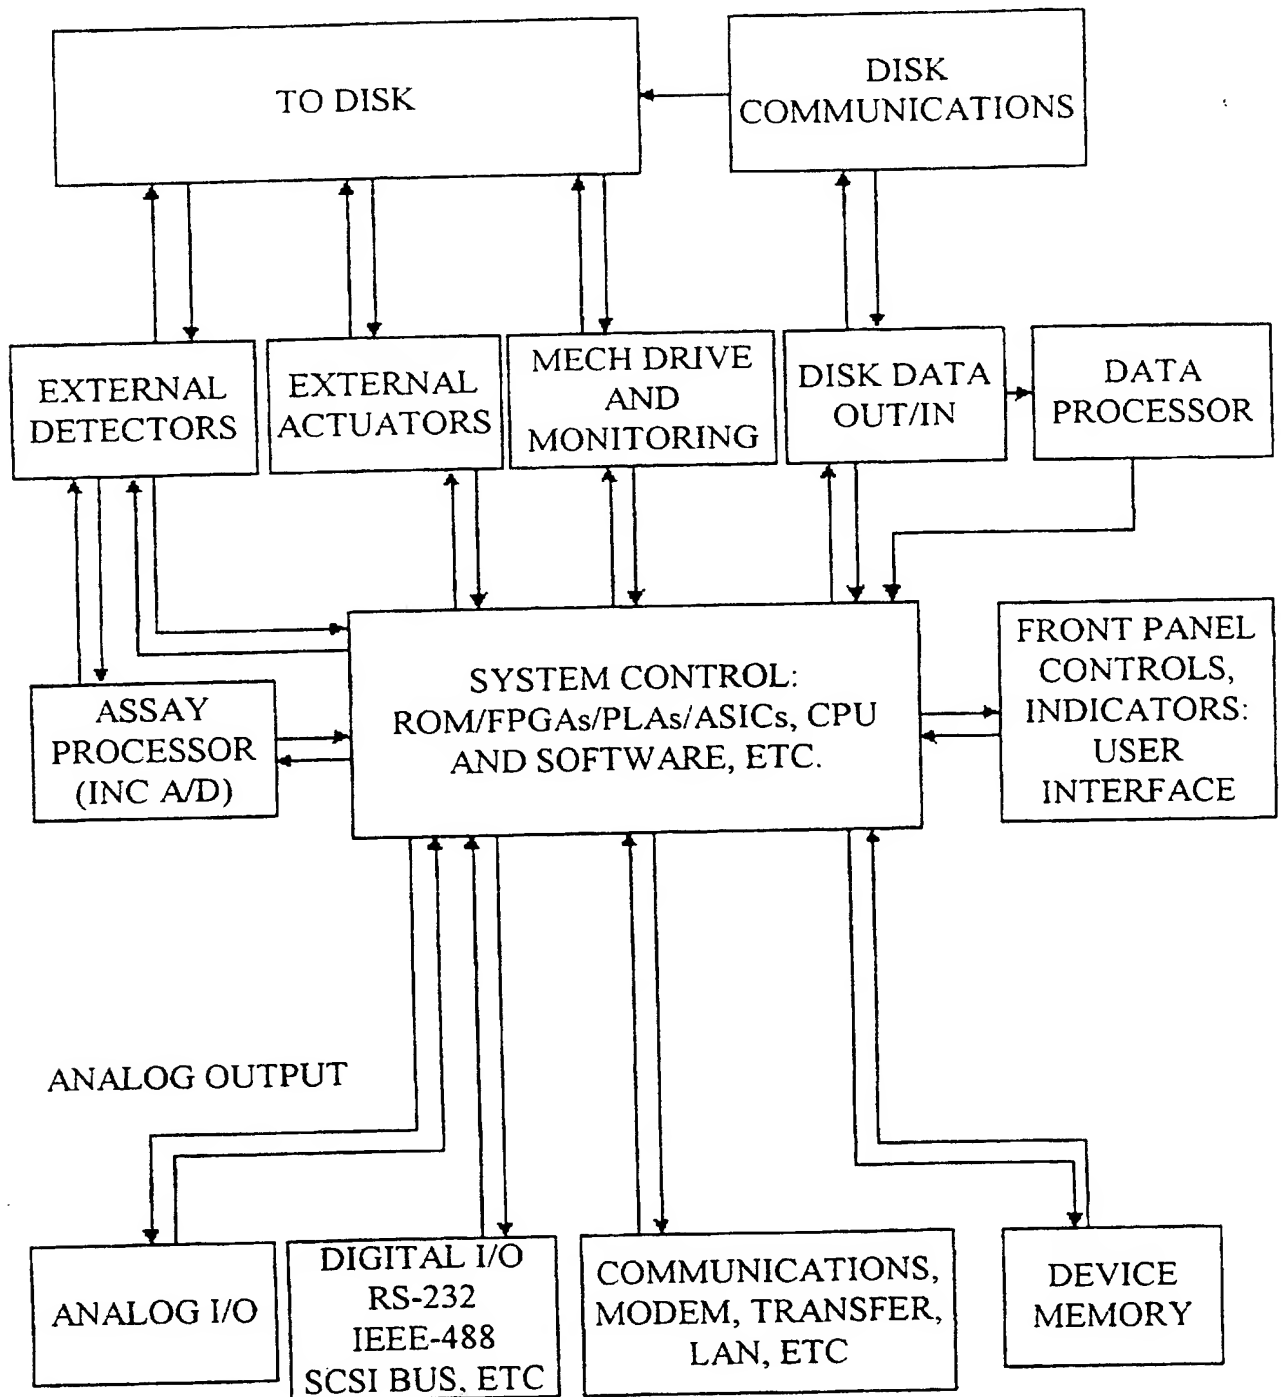 TO DISK
DISK
COMMUNICATIONS
EXTERNAL
DETECTORS
EXTERNAL
ACTUATORS
MECH DRIVE
AND
MONITORING
DISK DATA
OUT/IN
DATA
PROCESSOR
ASSAY
PROCESSOR
(INC A/D)
SYSTEM CONTROL:
ROM/FPGAs/PLAs/ASICs, CPU
AND SOFTWARE, ETC.
FRONT PANEL
CONTROLS,
INDICATORS:
USER
INTERFACE
ANALOG OUTPUT
ANALOG I/O
DIGITAL I/O
RS-232
IEEE-488
SCSI BUS, ETC
COMMUNICATIONS,
MODEM, TRANSFER,
LAN, ETC
DEVICE
MEMORY